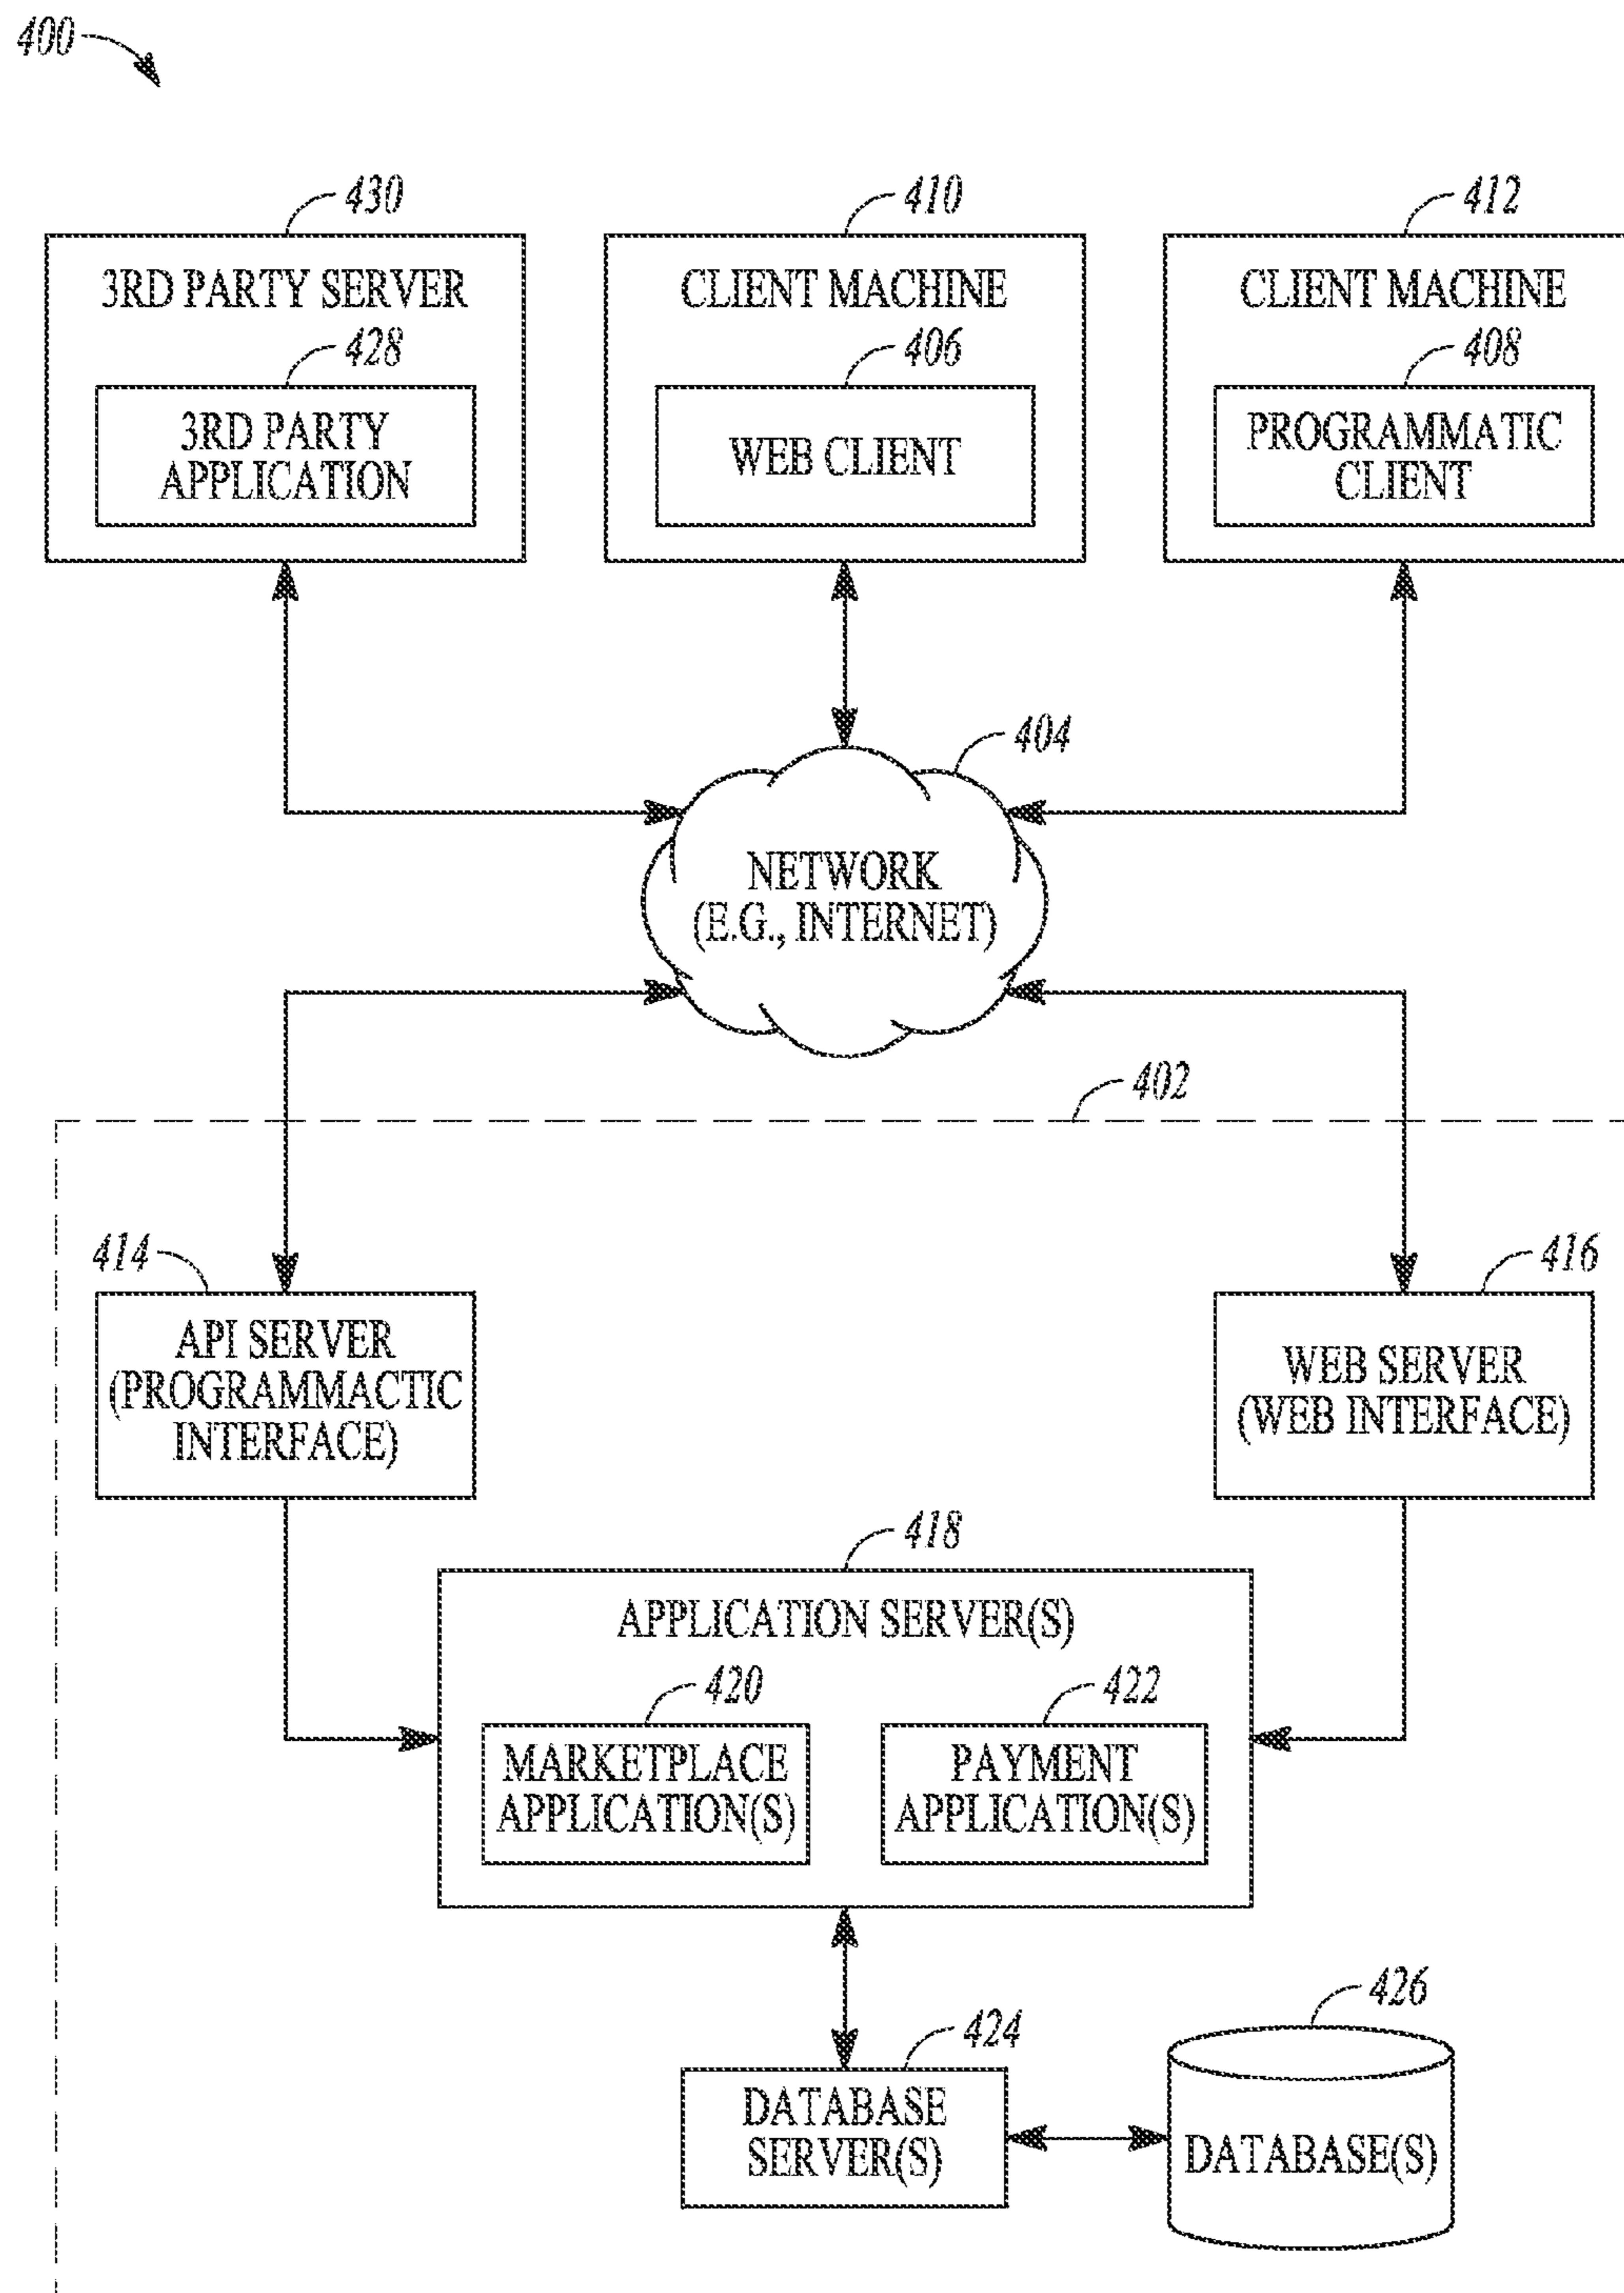 400
430
410
412
3RD PARTY SERVER
CLIENT MACHINE
CLIENT MACHINE
428
406
408
3RD PARTY
APPLICATION
WEB CLIENT
PROGRAMMATIC
CLIENT
404
NETWORK
(E.G., INTERNET)
402
414
416
API SERVER
(PROGRAMMACTIC
INTERFACE)
WEB SERVER
(WEB INTERFACE)
418
APPLICATION SERVER(S)
420
422
MARKETPLACE
APPLICATION(S)
PAYMENT
APPLICATION(S)
426
424
DATABASE
SERVER(S)
DATABASE(S)